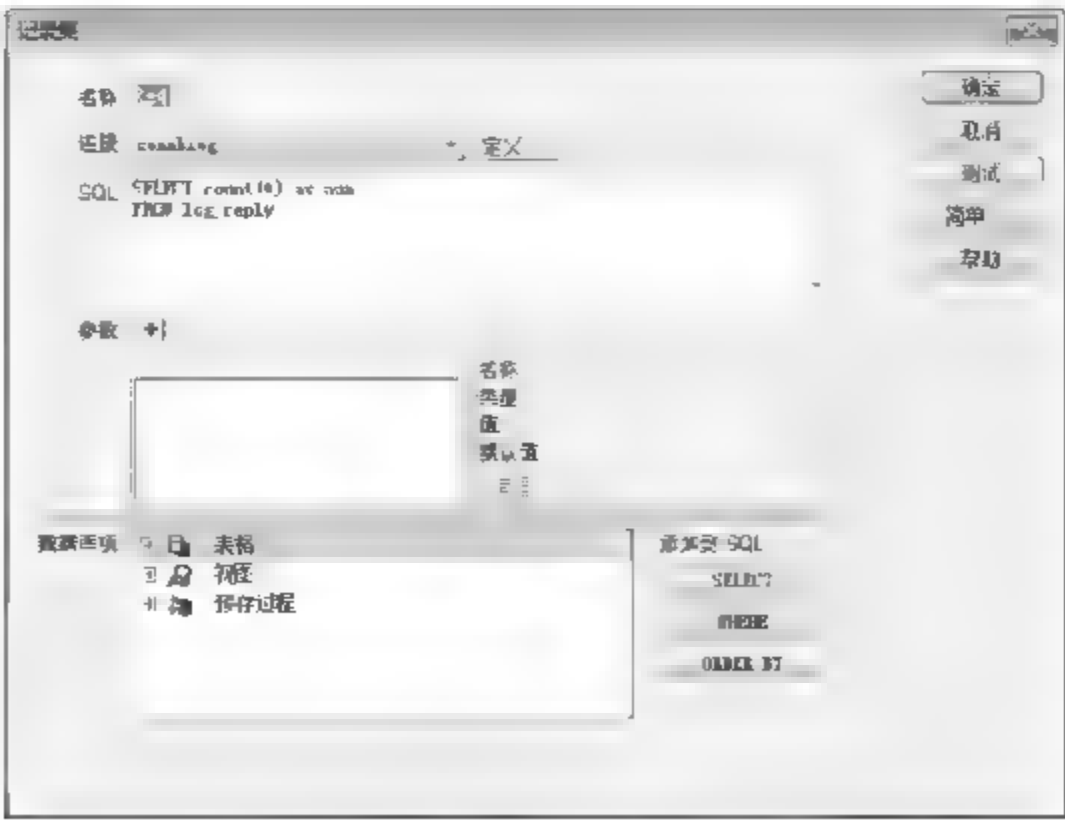 记录集
名称
确定
连接 定义
取消
SQL SELECT count(*) as
FROM log_reply
测试
简单
帮助
参数
名称
类型
值
默认值
数据库项 表格 添加到 SQL
视图 SELECT
预存过程
WHERE
ORDER BY